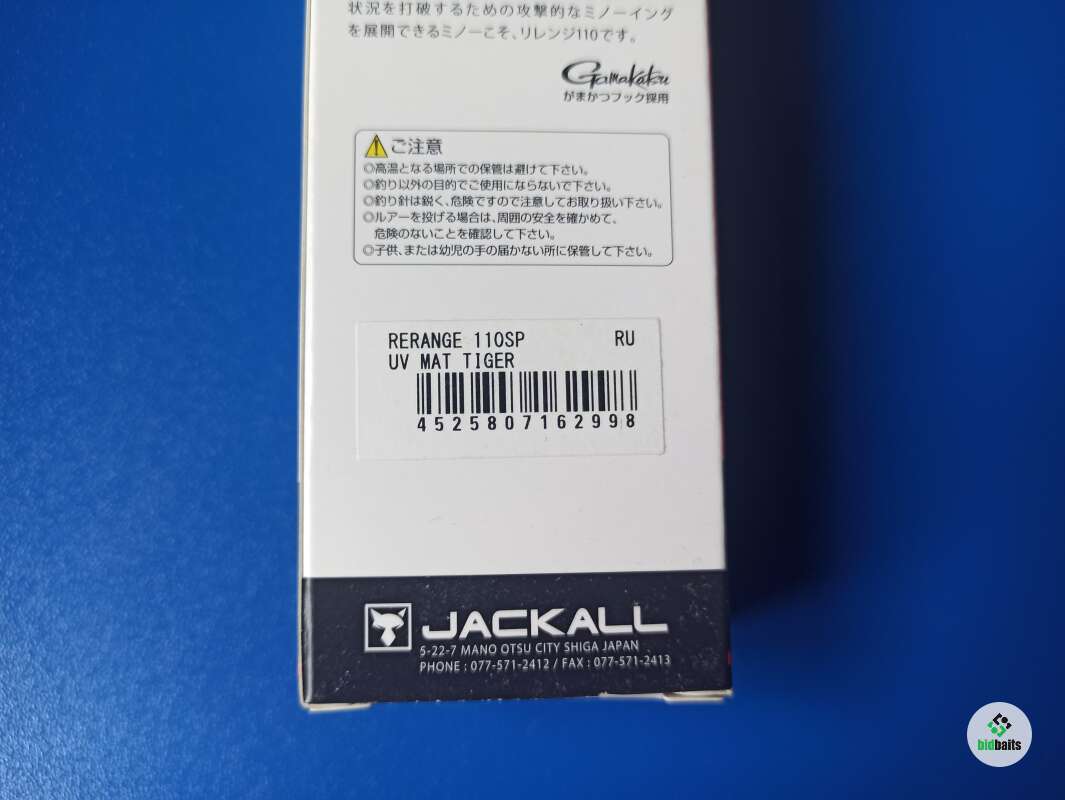 状況を打破するための攻撃的なミノーイング
を展開できるミノーこそ、リレンジ110です。
Gamakatsu
がまかつフック採用
ご注意
◎高温となる場所での保管は避けて下さい。
◎釣り以外の目的でご使用にならないで下さい。
◎釣り針は鋭く、危険ですので注意してお取り扱い下さい。
◎ルアーを投げる場合は、周囲の安全を確かめて、
危険のないことを確認して下さい。
◎子供、または幼児の手の届かない所に保管して下さい。
RERANGE 110SP RU
UV MAT TIGER
4525807162998
JACKALL
5-22-7 MANO OTSU CITY SHIGA JAPAN
PHONE : 077-571-2412 / FAX : 077-571-2413
bidbaits